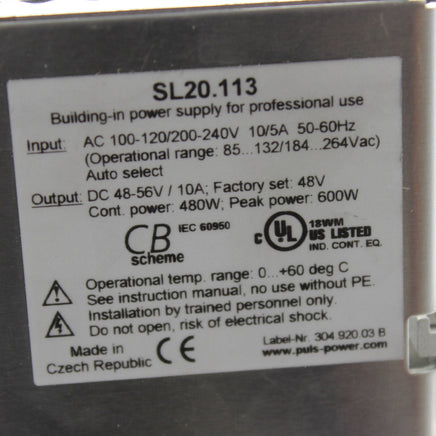 SL20.113
Building-in power supply for professional use
Input: AC 100-120/200-240V 10/5A 50-60Hz
(Operational range: 85...132/184...264Vac)
Auto select
Output: DC 48-56V / 10A; Factory set: 48V
Cont. power: 480W; Peak power: 600W
CB scheme IEC 60950
c UL US LISTED 18WM IND. CONT. EQ.
Operational temp. range: 0...+60 deg C
See instruction manual, no use without PE.
Installation by trained personnel only.
Do not open, risk of electrical shock.
Made in
Czech Republic
CE
Label-Nr. 304.920.03 B
www.puls-power.com